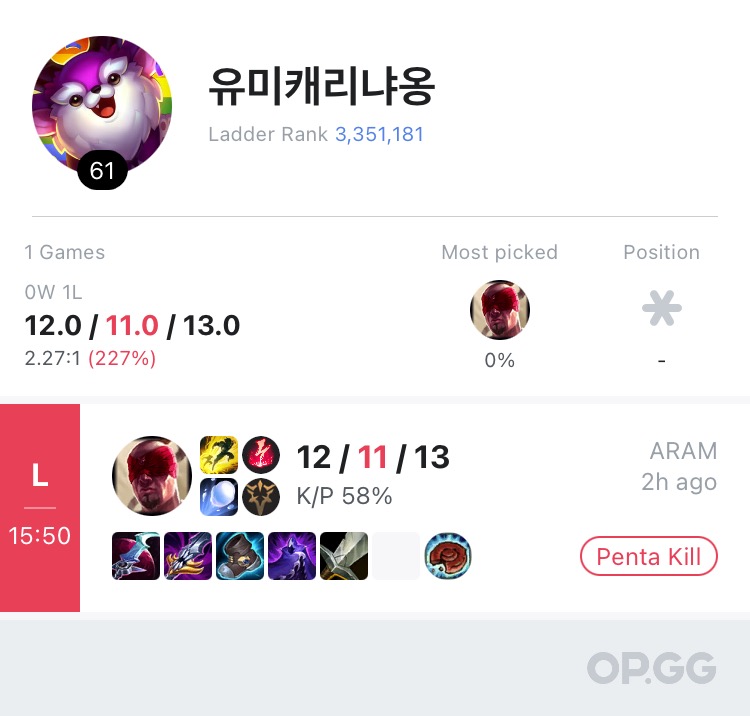 유미캐리냐옹
Ladder Rank 3,351,181
61
1 Games
Most picked
Position
0W 1L
12.0 / 11.0 / 13.0
2.27:1 (227%)
0%
-
L
15:50
12 / 11 / 13
K/P 58%
ARAM
2h ago
Penta Kill
OP.GG